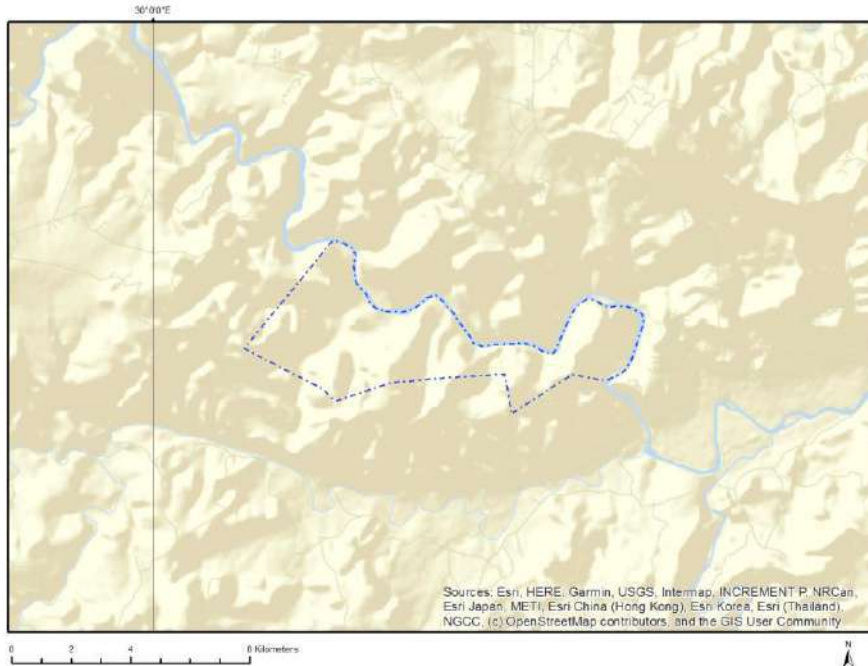 30°0'0"E
Sources: Esri, HERE, Garmin, USGS, Intermap, INCREMENT P, NRCan,
Esri Japan, METI, Esri China (Hong Kong), Esri Korea, Esri (Thailand),
NGCC, (c) OpenStreetMap contributors, and the GIS User Community
0 2 4 8 Kilometers
N